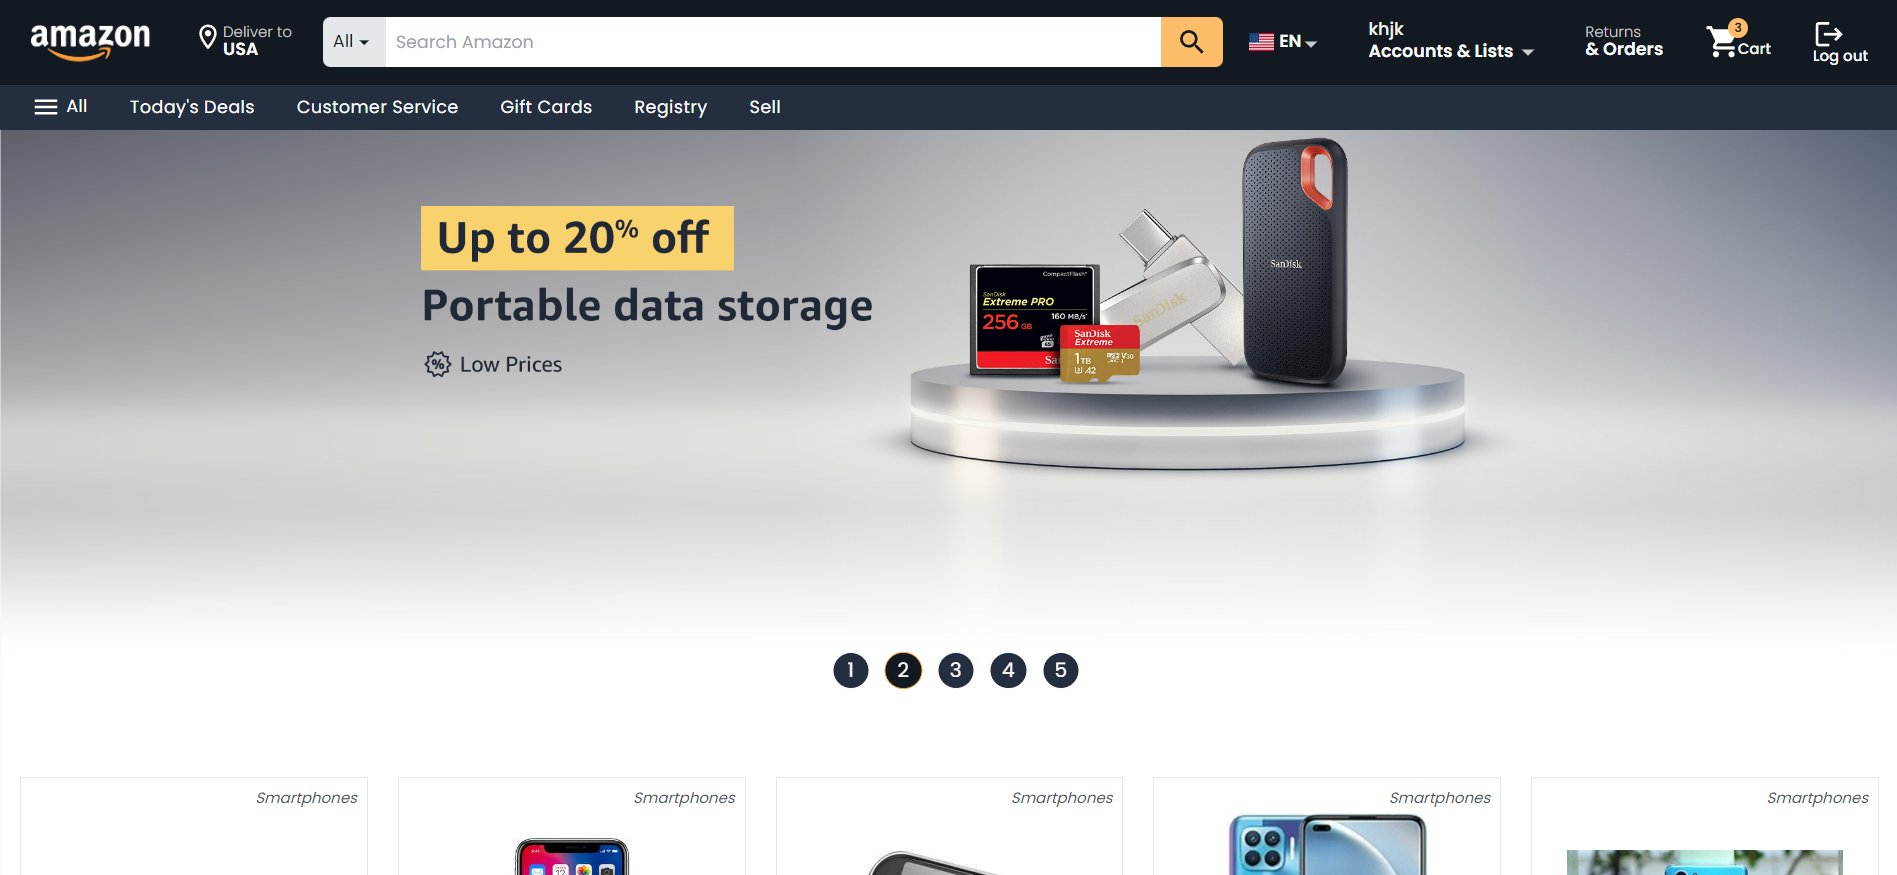 amazon
Deliver to
USA
All
Search Amazon
EN
khjk
Accounts & Lists
Returns
& Orders
3
Cart
Log out
All
Today's Deals
Customer Service
Gift Cards
Registry
Sell
Up to 20% off
Portable data storage
Low Prices
CompactFlash
SanDisk
Extreme PRO
256 GB
160 MB/s
SanDisk
Extreme
1TB
V30
A2
SanDisk
SanDisk
1
2
3
4
5
Smartphones
Smartphones
Smartphones
Smartphones
Smartphones